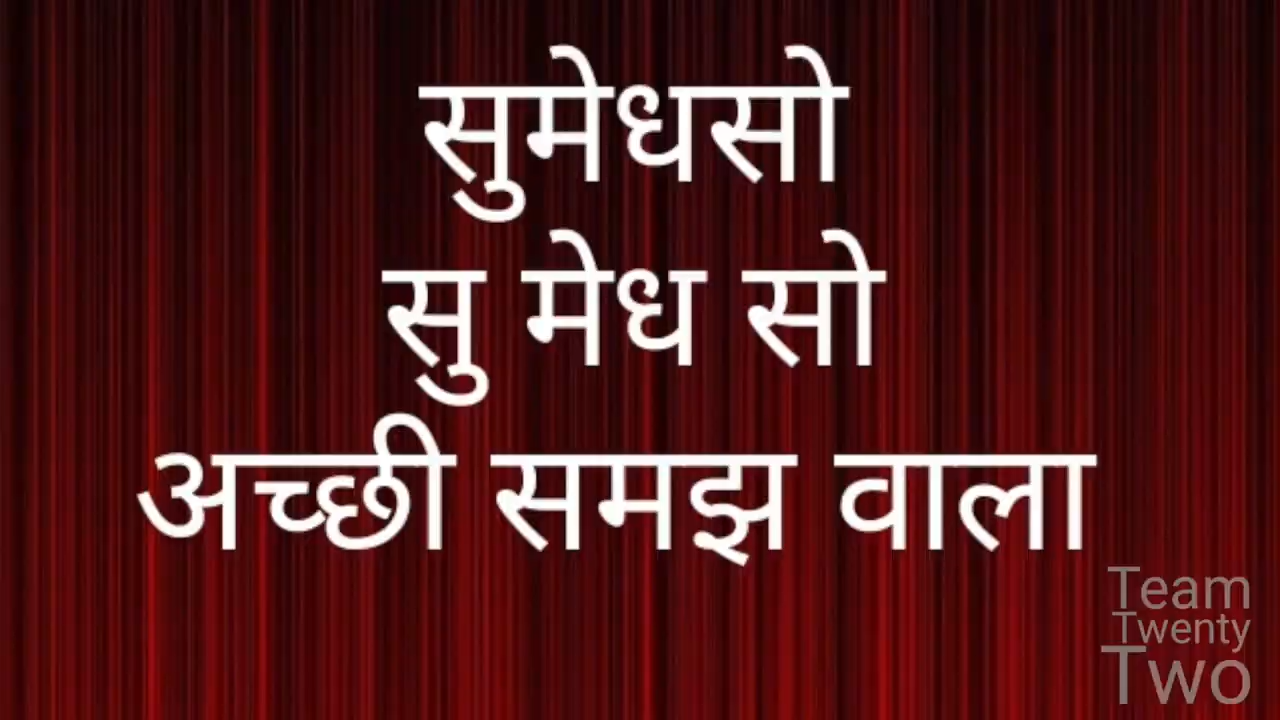 सुमेधसो
सु मेध सो
अच्छी समझ वाला
Team
Twenty
Two